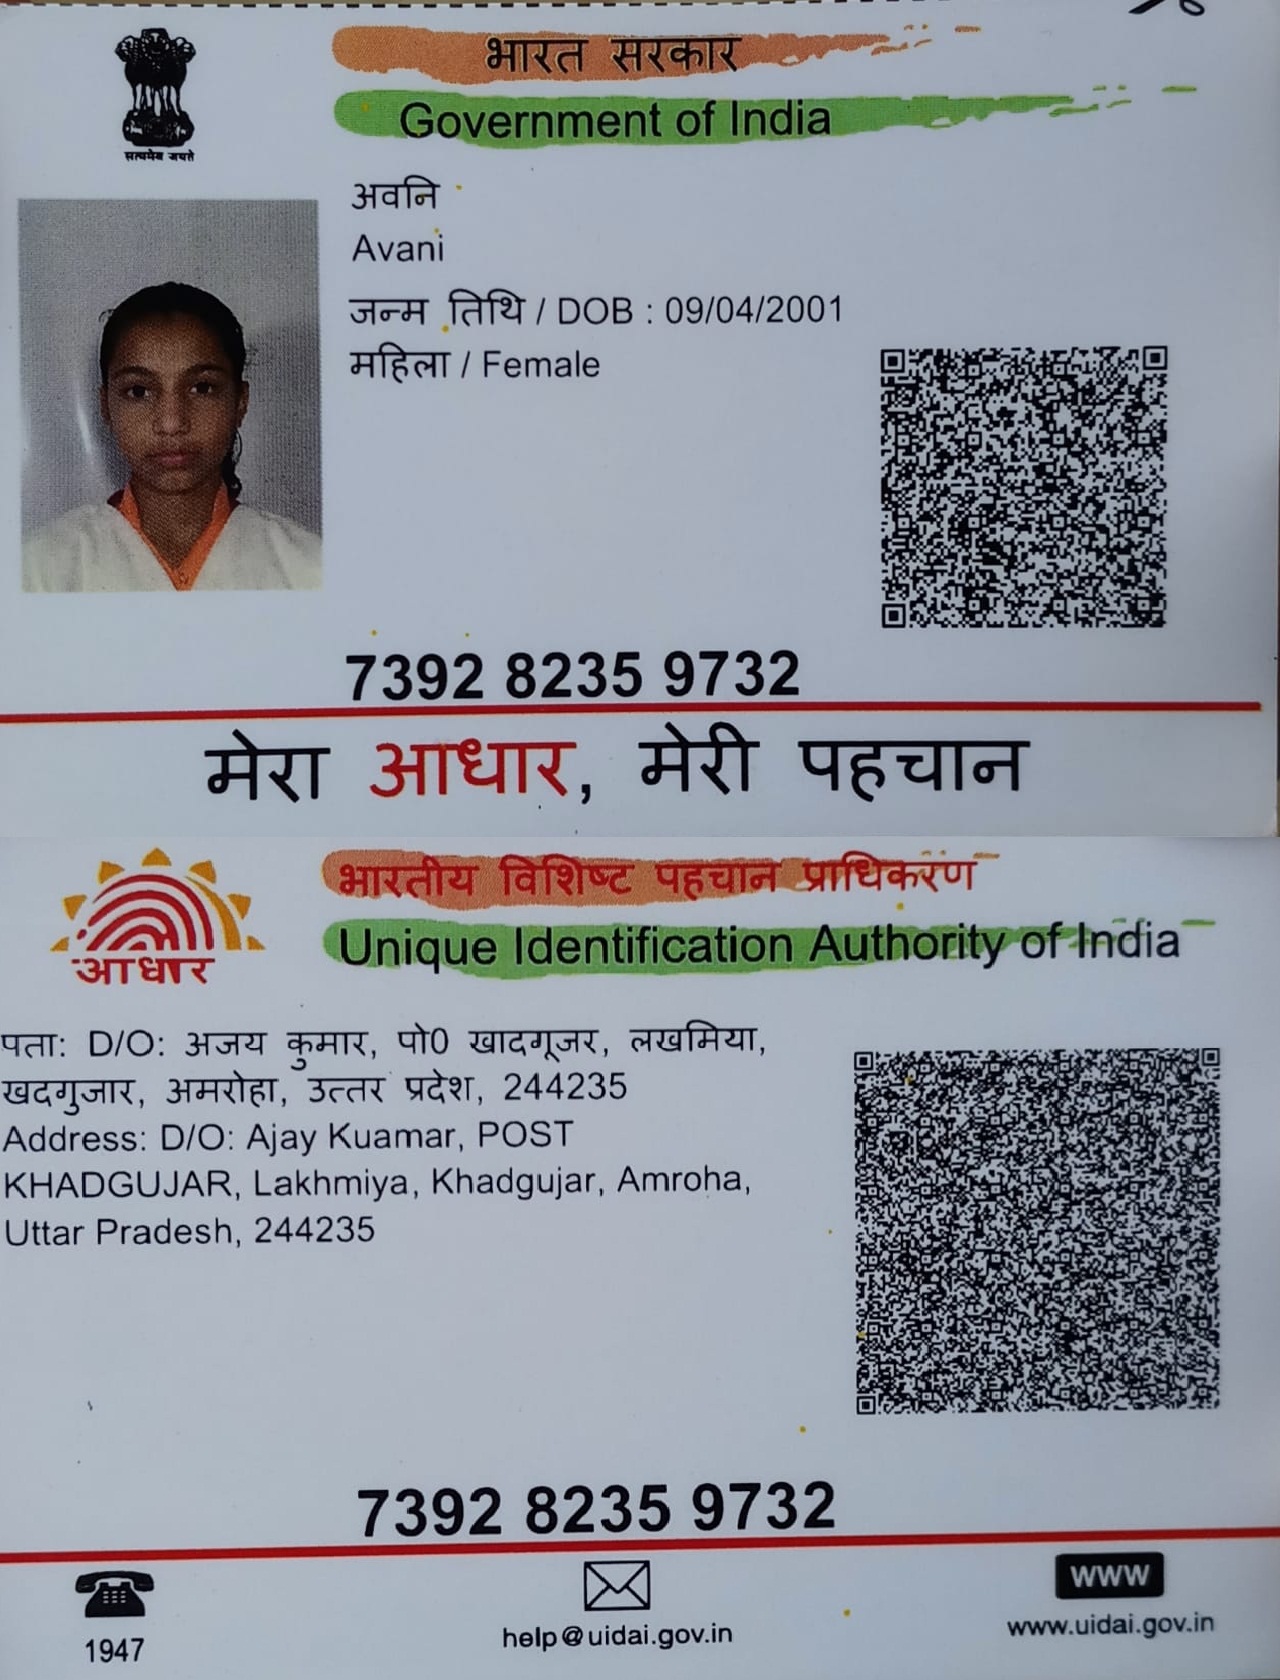 भारत सरकार
Government of India
सत्यमेव जयते
अवनि
Avani
जन्म तिथि / DOB : 09/04/2001
महिला / Female
7392 8235 9732
मेरा आधार, मेरी पहचान
भारतीय विशिष्ट पहचान प्राधिकरण
Unique Identification Authority of India
आधार
पता: D/O: अजय कुमार, पो0 खादगूजर, लखमिया,
खदगुजार, अमरोहा, उत्तर प्रदेश, 244235
Address: D/O: Ajay Kuamar, POST
KHADGUJAR, Lakhmiya, Khadgujar, Amroha,
Uttar Pradesh, 244235
7392 8235 9732
1947
help@uidai.gov.in
www
www.uidai.gov.in